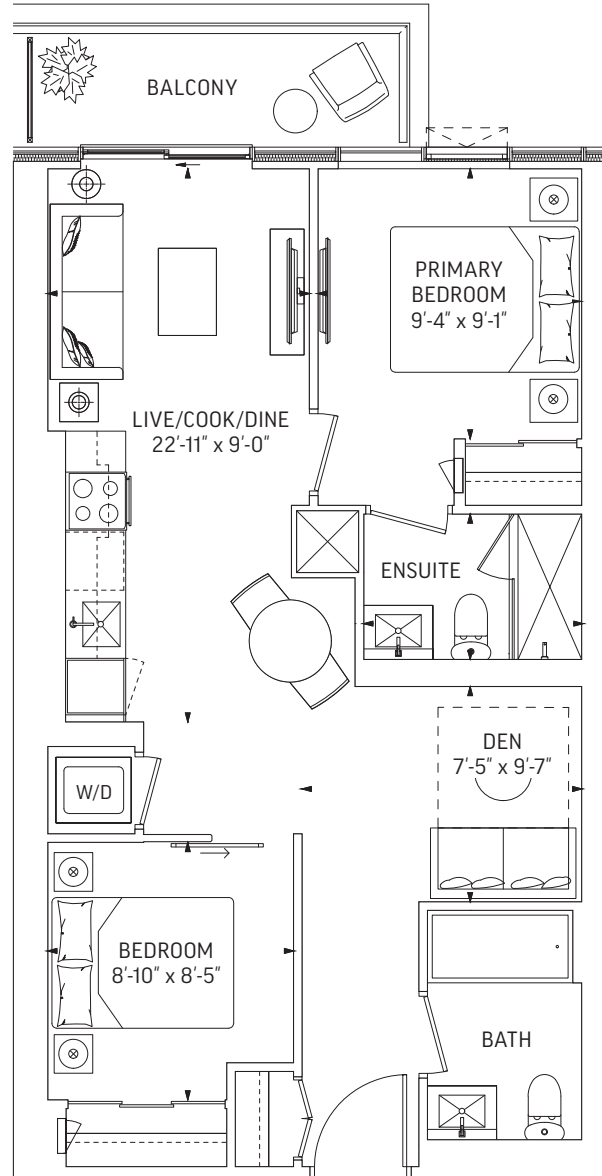 BALCONY
PRIMARY
BEDROOM
9'-4" x 9'-1"
LIVE/COOK/DINE
22'-11" x 9'-0"
ENSUITE
DEN
7'-5" x 9'-7"
W/D
BEDROOM
8'-10" x 8'-5"
BATH